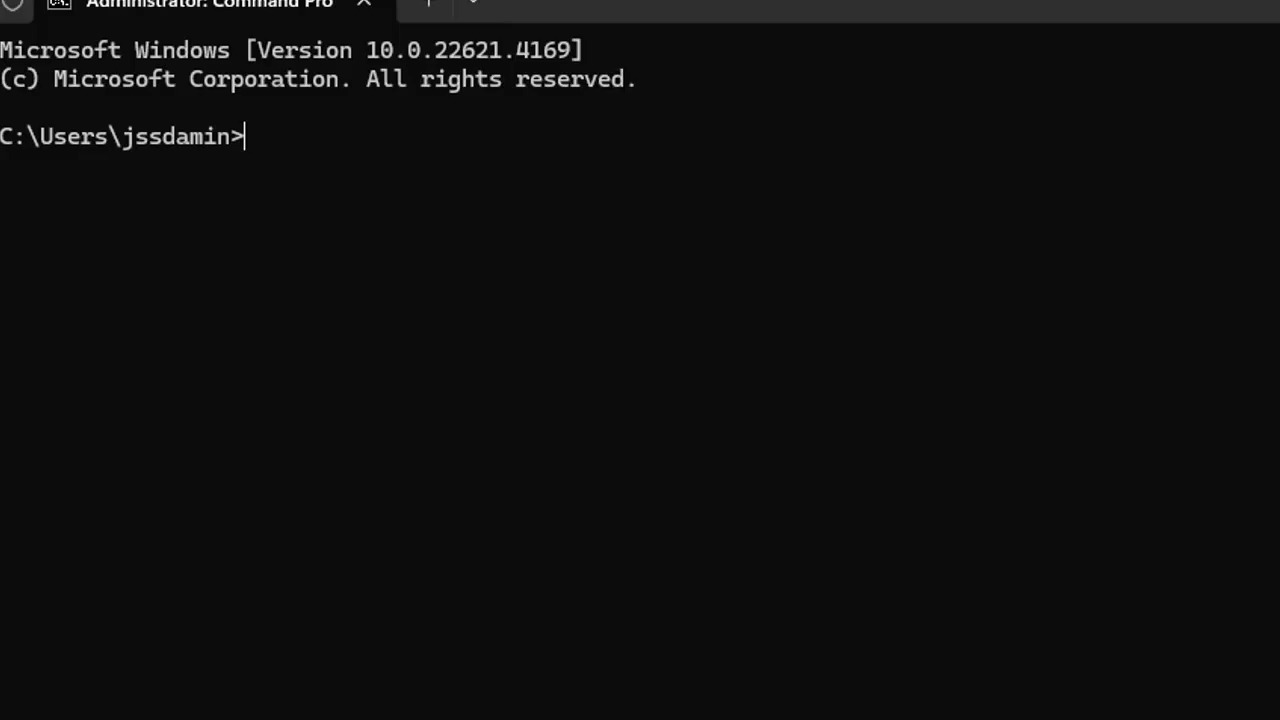 Administrator: Command Pro
Microsoft Windows [Version 10.0.22621.4169]
(c) Microsoft Corporation. All rights reserved.
C:\Users\jssdamin>